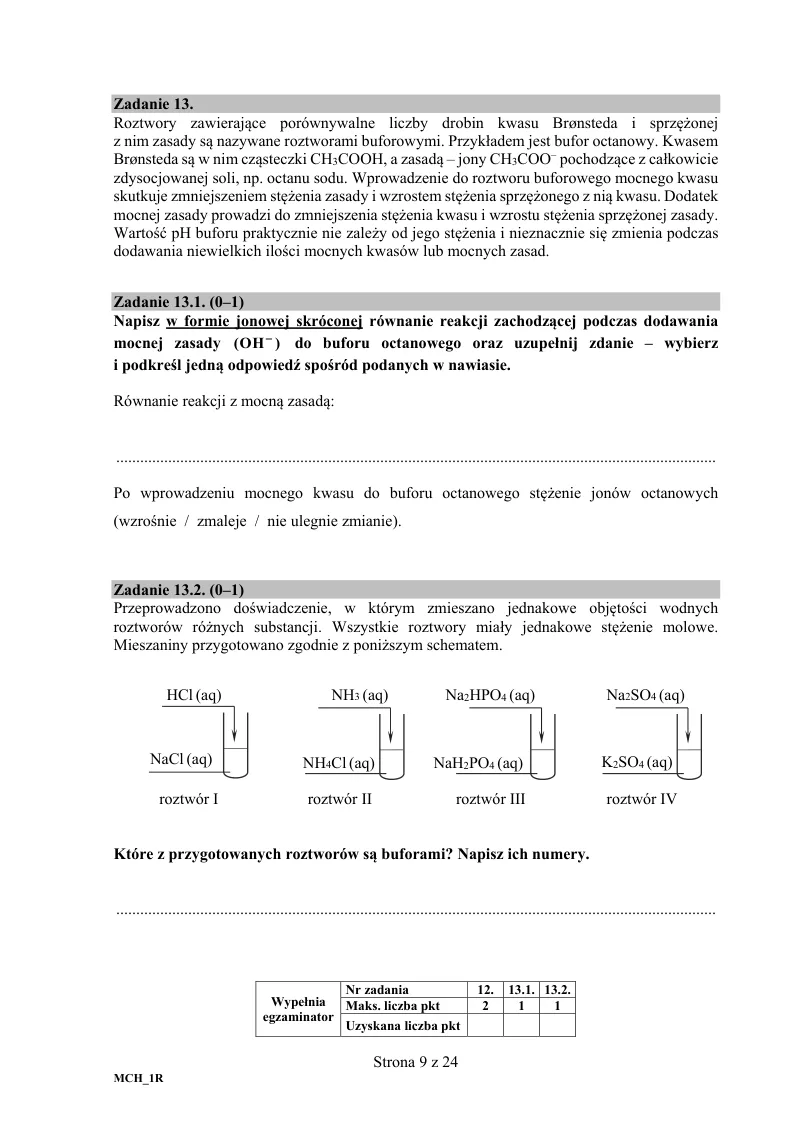 Zadanie 13.
Roztwory zawierające porównywalne liczby drobin kwasu Brønsteda i sprzężonej
z nim zasady są nazywane roztworami buforowymi. Przykładem jest bufor octanowy. Kwasem
Brønsteda są w nim cząsteczki CH₃COOH, a zasadą – jony CH₃COO⁻ pochodzące z całkowicie
zdysocjowanej soli, np. octanu sodu. Wprowadzenie do roztworu buforowego mocnego kwasu
skutkuje zmniejszeniem stężenia zasady i wzrostem stężenia sprzężonego z nią kwasu. Dodatek
mocnej zasady prowadzi do zmniejszenia stężenia kwasu i wzrostu stężenia sprzężonej zasady.
Wartość pH buforu praktycznie nie zależy od jego stężenia i nieznacznie się zmienia podczas
dodawania niewielkich ilości mocnych kwasów lub mocnych zasad.
Zadanie 13.1. (0–1)
Napisz w formie jonowej skróconej równanie reakcji zachodzącej podczas dodawania
mocnej zasady (OH⁻) do buforu octanowego oraz uzupełnij zdanie – wybierz
i podkreśl jedną odpowiedź spośród podanych w nawiasie.
Równanie reakcji z mocną zasadą:
......................................................................................................................................................
Po wprowadzeniu mocnego kwasu do buforu octanowego stężenie jonów octanowych
(wzrośnie / zmaleje / nie ulegnie zmianie).
Zadanie 13.2. (0–1)
Przeprowadzono doświadczenie, w którym zmieszano jednakowe objętości wodnych
roztworów różnych substancji. Wszystkie roztwory miały jednakowe stężenie molowe.
Mieszaniny przygotowano zgodnie z poniższym schematem.
HCl (aq) NH₃ (aq) Na₂HPO₄ (aq) Na₂SO₄ (aq)
NaCl (aq) NH₄Cl (aq) NaH₂PO₄ (aq) K₂SO₄ (aq)
roztwór I roztwór II roztwór III roztwór IV
Które z przygotowanych roztworów są buforami? Napisz ich numery.
......................................................................................................................................................
Wypełnia egzaminator
Nr zadania 12. 13.1. 13.2.
Maks. liczba pkt 2 1 1
Uzyskana liczba pkt
Strona 9 z 24
MCH_1R